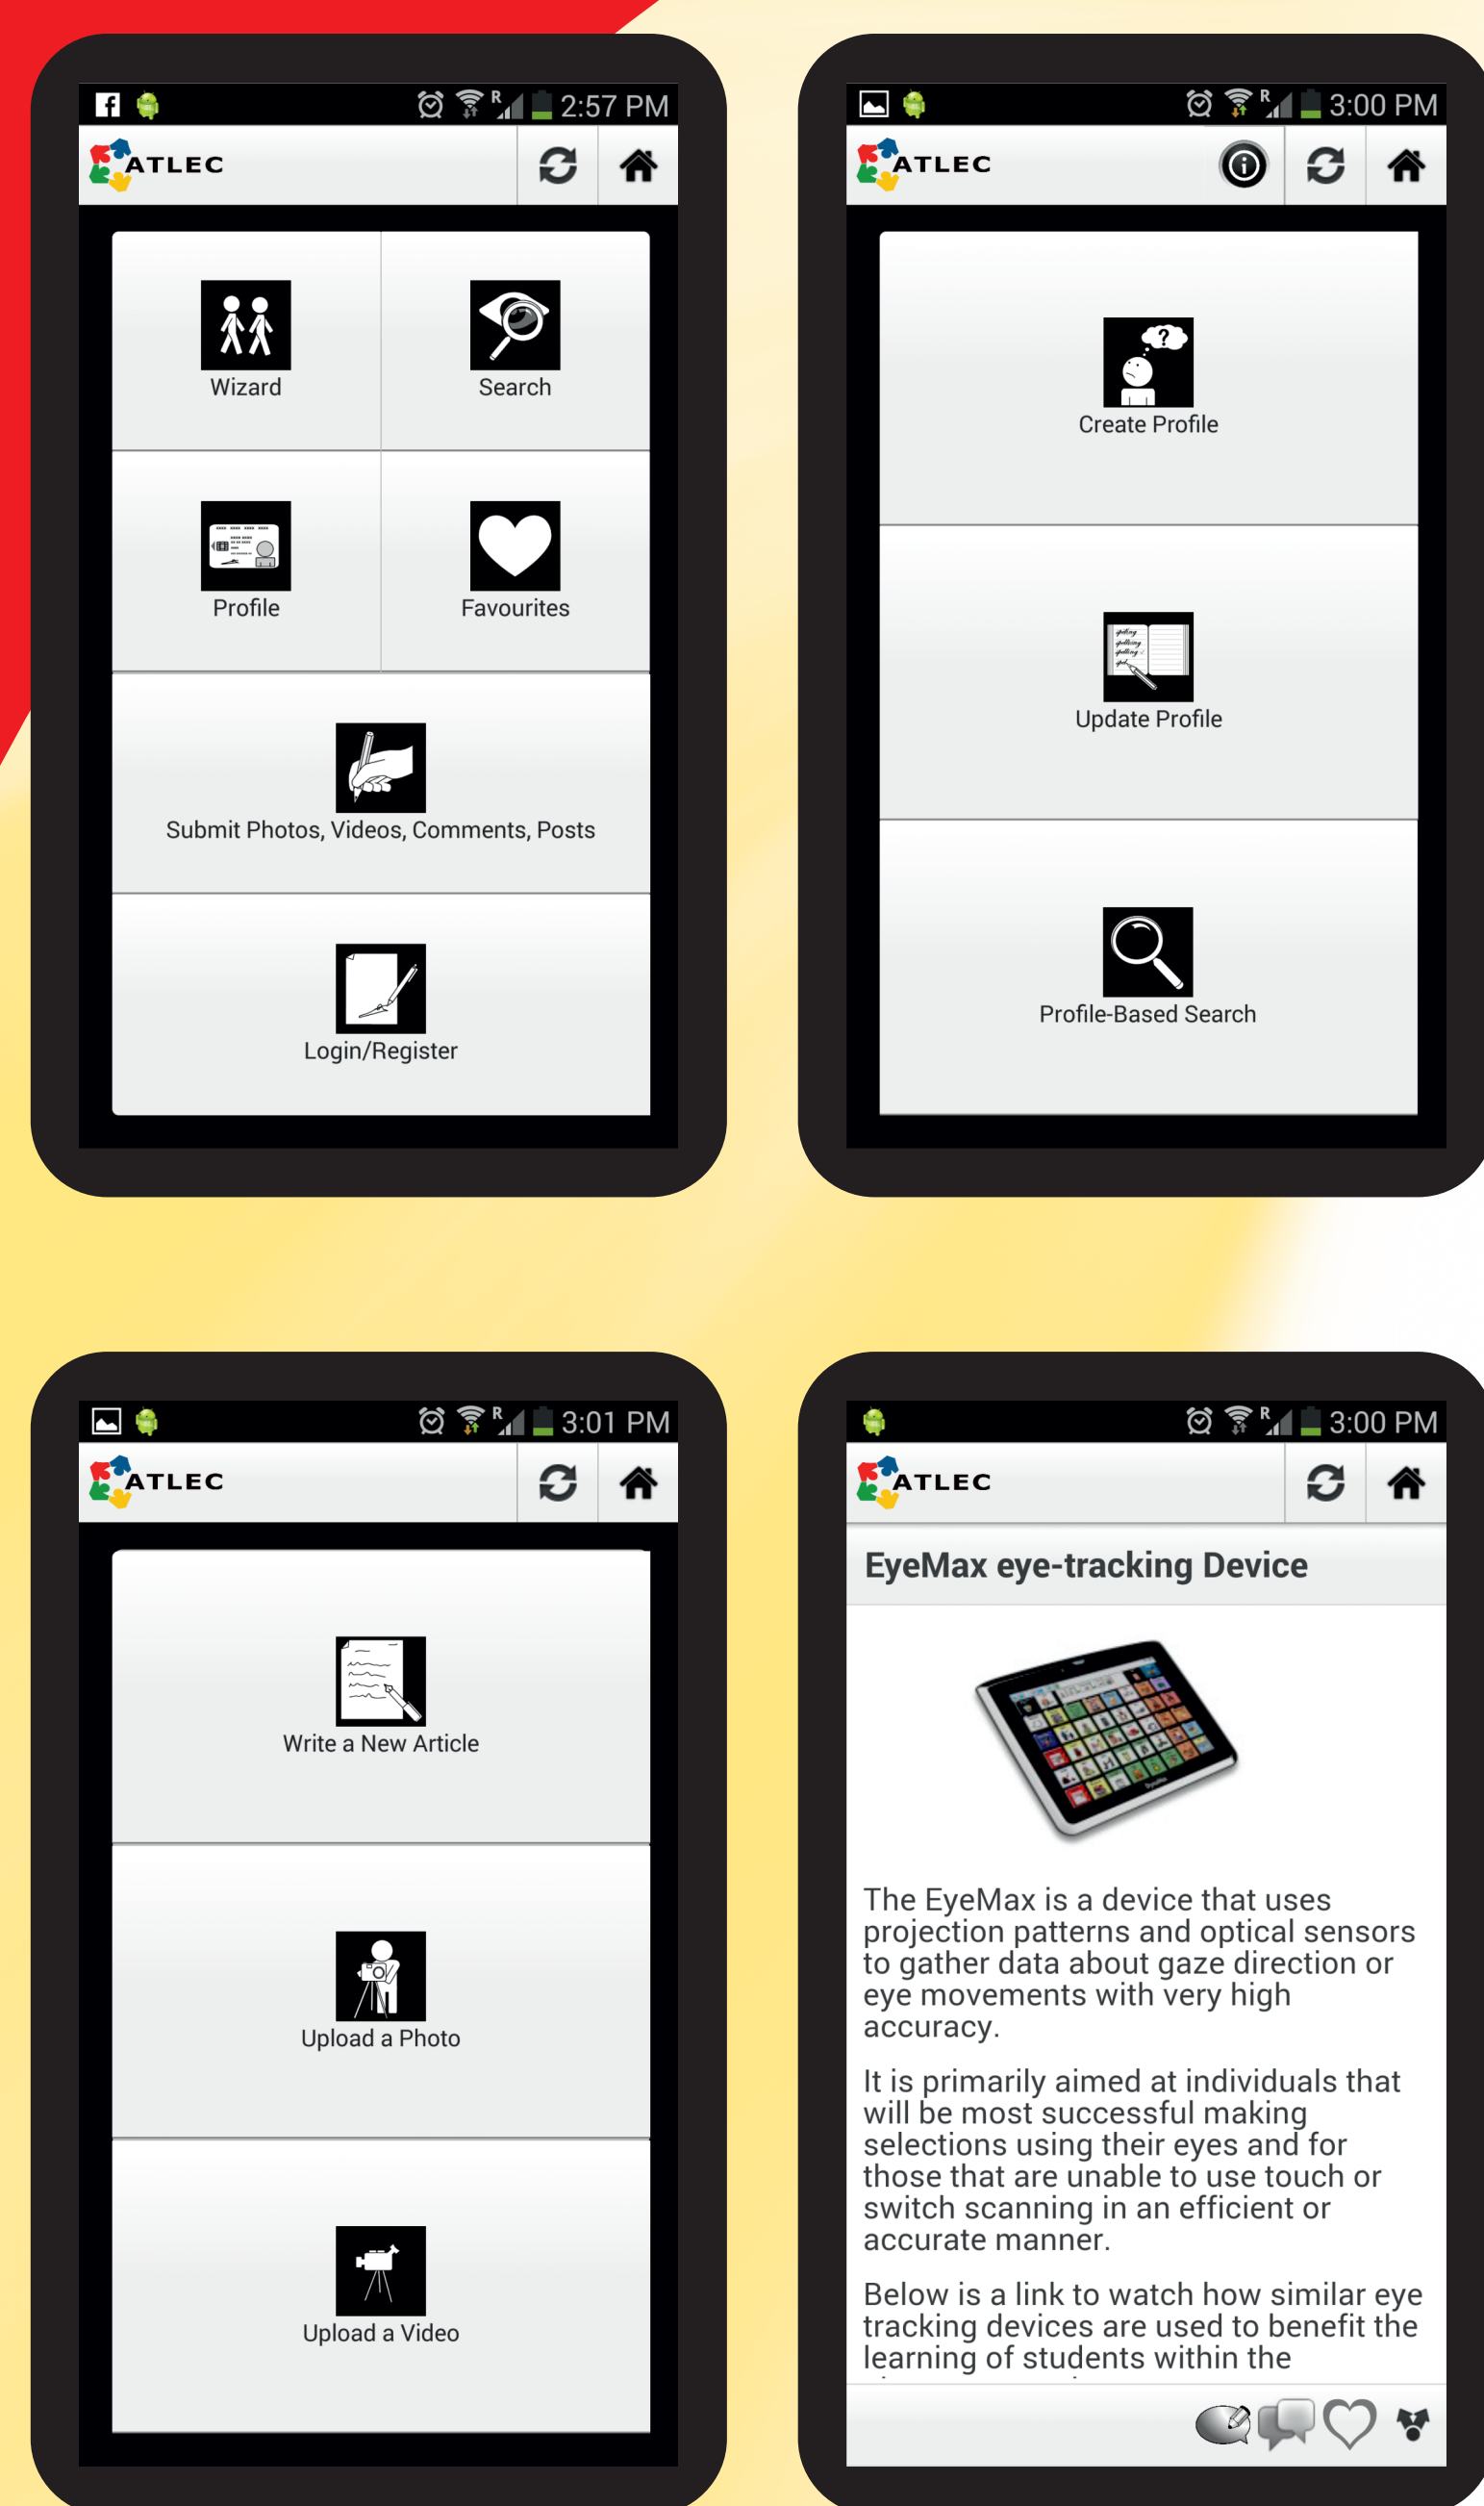 2:57 PM
ATLEC
Wizard
Search
Profile
Favourites
Submit Photos, Videos, Comments, Posts
Login/Register
3:00 PM
ATLEC
Create Profile
Update Profile
Profile-Based Search
3:01 PM
ATLEC
Write a New Article
Upload a Photo
Upload a Video
3:00 PM
ATLEC
EyeMax eye-tracking Device
The EyeMax is a device that uses
projection patterns and optical sensors
to gather data about gaze direction or
eye movements with very high
accuracy.
It is primarily aimed at individuals that
will be most successful making
selections using their eyes and for
those that are unable to use touch or
switch scanning in an efficient or
accurate manner.
Below is a link to watch how similar eye
tracking devices are used to benefit the
learning of students within the